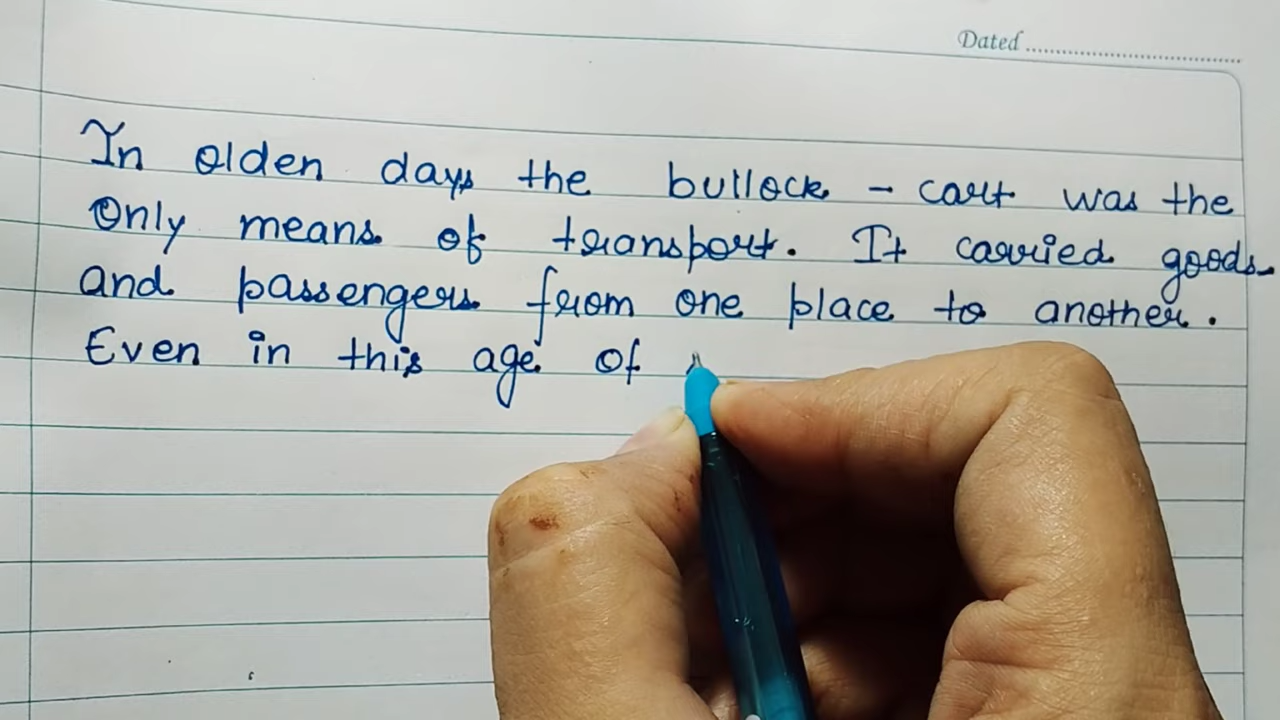 Dated
In olden days the bullock - cart was the
Only means of transport. It carried goods
and passengers from one place to another.
Even in this age of